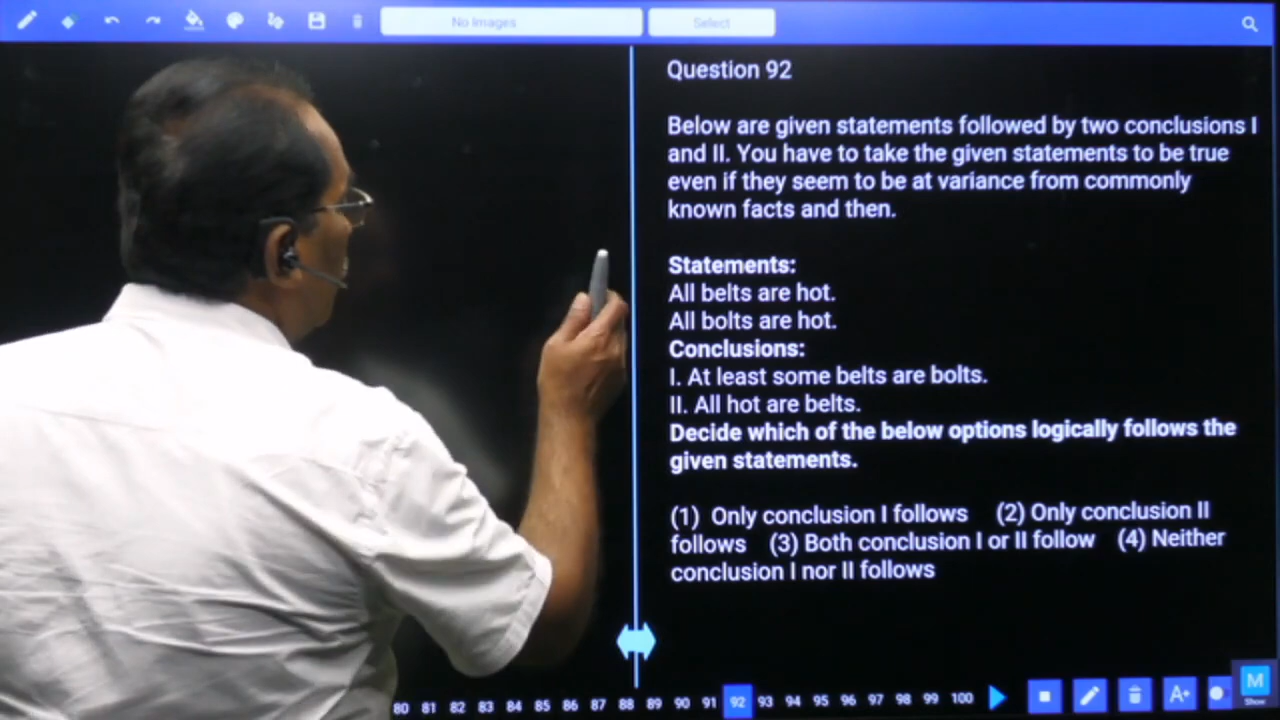 No Images
Select
Question 92
Below are given statements followed by two conclusions I
and II. You have to take the given statements to be true
even if they seem to be at variance from commonly
known facts and then.
Statements:
All belts are hot.
All bolts are hot.
Conclusions:
I. At least some belts are bolts.
II. All hot are belts.
Decide which of the below options logically follows the
given statements.
(1) Only conclusion I follows (2) Only conclusion II
follows (3) Both conclusion I or II follow (4) Neither
conclusion I nor II follows
80 81 82 83 84 85 86 87 88 89 90 91 92 93 94 95 96 97 98 99 100
A+
M
Show